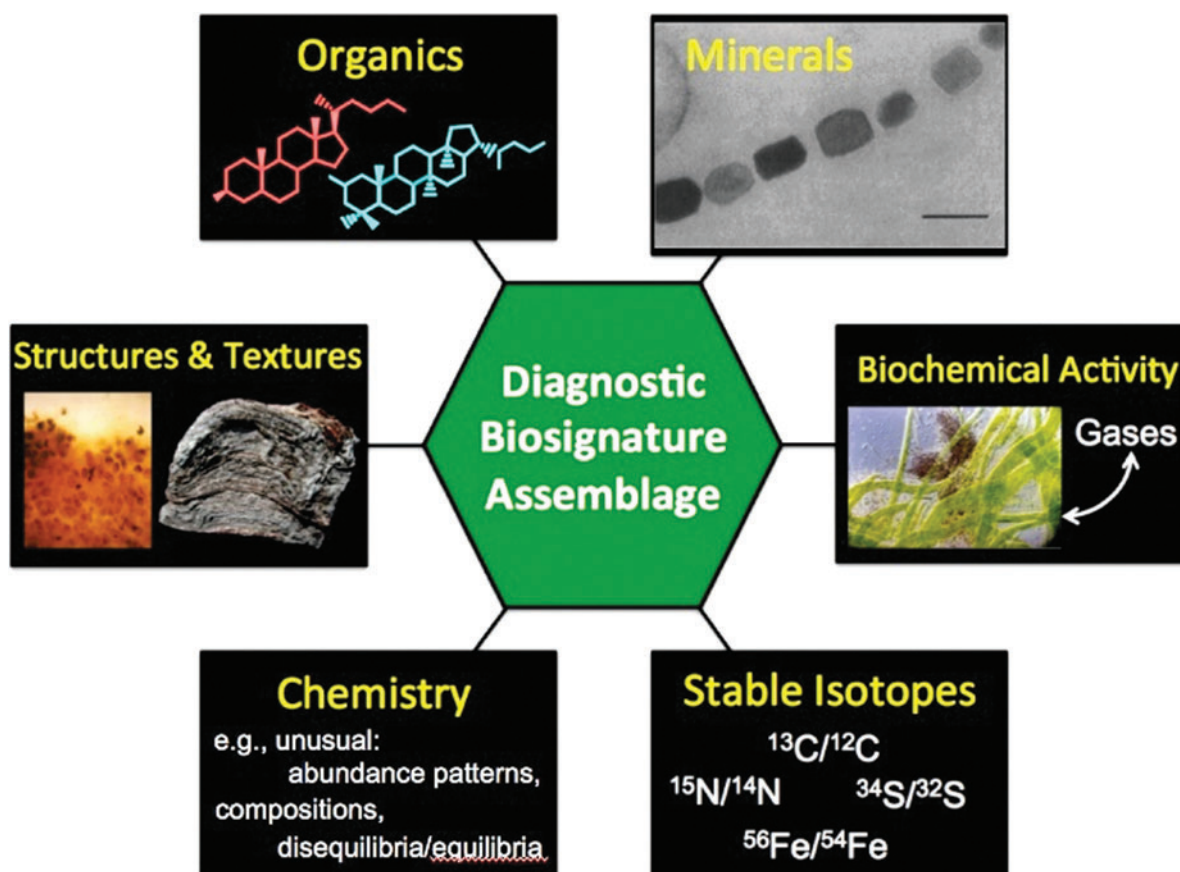 Organics
Minerals
Structures & Textures
Diagnostic
Biosignature
Assemblage
Biochemical Activity
Gases
Chemistry
e.g., unusual:
abundance patterns,
compositions,
disequilibria/equilibria
Stable Isotopes
¹³C/¹²C
¹⁵N/¹⁴N ³⁴S/³²S
⁵⁶Fe/⁵⁴Fe